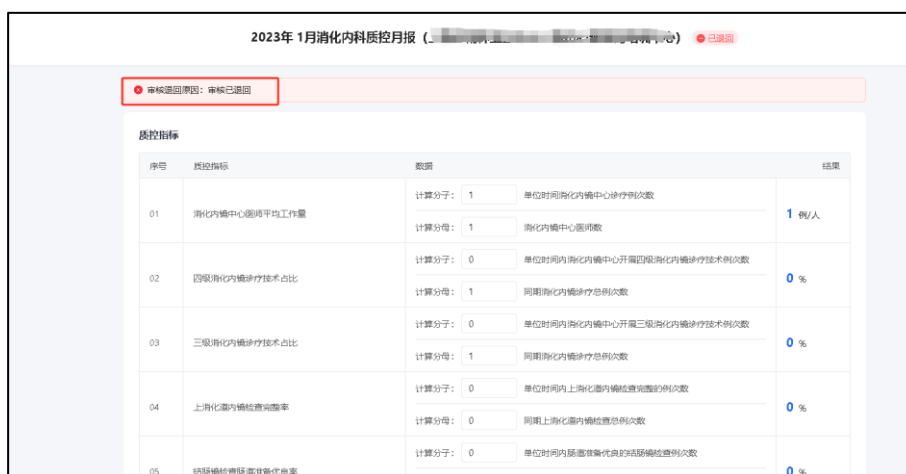 2023年 1月消化内科质控月报（
）
已退回
审核退回原因：审核已退回
质控指标
序号 质控指标 数据 结果
计算分子： 1 单位时间消化内镜中心诊疗例次数
01 消化内镜中心医师平均工作量 1 例/人
计算分母： 1 消化内镜中心医师数
计算分子： 0 单位时间内消化内镜中心开展四级消化内镜诊疗技术例次数
02 四级消化内镜诊疗技术占比 0 %
计算分母： 1 同期消化内镜诊疗总例次数
计算分子： 0 单位时间内消化内镜中心开展三级消化内镜诊疗技术例次数
03 三级消化内镜诊疗技术占比 0 %
计算分母： 1 同期消化内镜诊疗总例次数
计算分子： 0 单位时间内上消化道内镜检查完整的例次数
04 上消化道内镜检查完整率 0 %
计算分母： 0 同期上消化道内镜检查总例次数
计算分子： 0 单位时间内肠道准备优良的结肠镜检查例次数
05 结肠镜检查肠道准备优良率 0 %